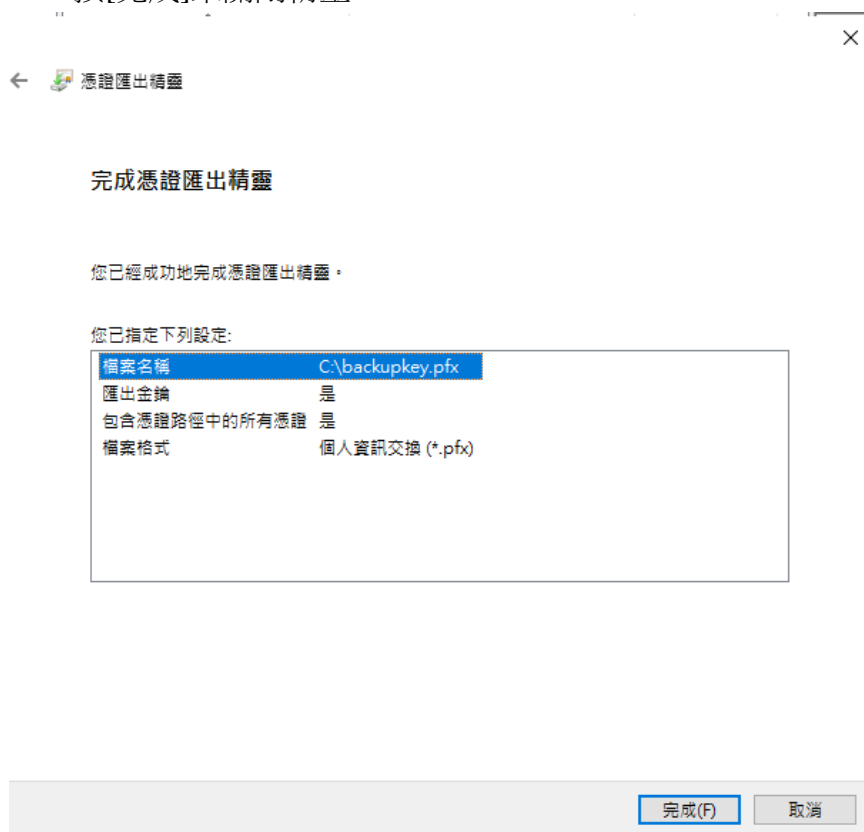 憑證匯出精靈
完成憑證匯出精靈
您已經成功地完成憑證匯出精靈。
您已指定下列設定:
檔案名稱 C:\backupkey.pfx
匯出金鑰 是
包含憑證路徑中的所有憑證 是
檔案格式 個人資訊交換 (*.pfx)
完成(F) 取消